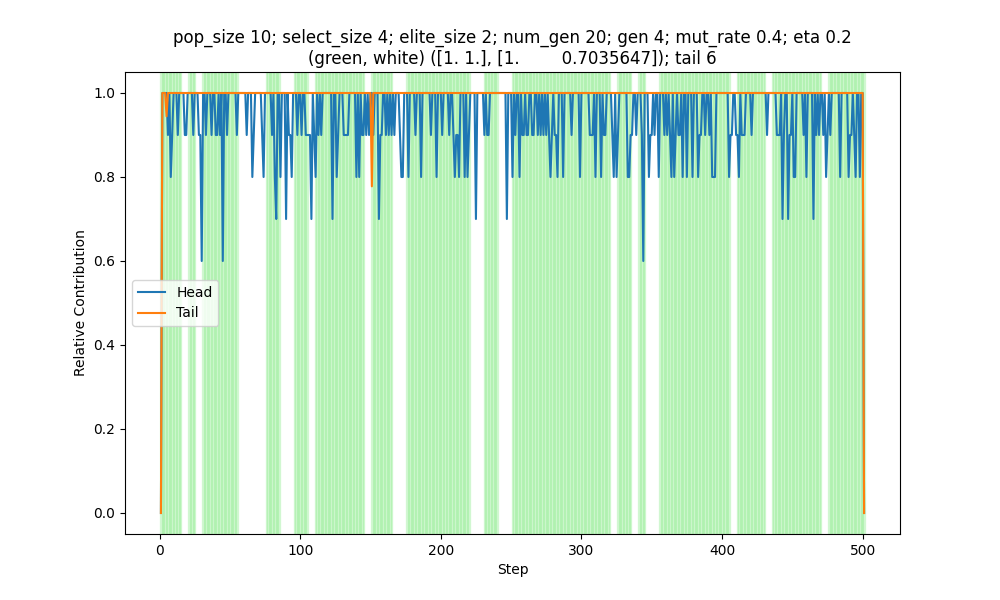 pop_size 10; select_size 4; elite_size 2; num_gen 20; gen 4; mut_rate 0.4; eta 0.2
(green, white) ([1. 1.], [1.        0.7035647]); tail 6
1.0
0.8
0.6
0.4
0.2
0.0
Relative Contribution
Head
Tail
0
100
200
300
400
500
Step